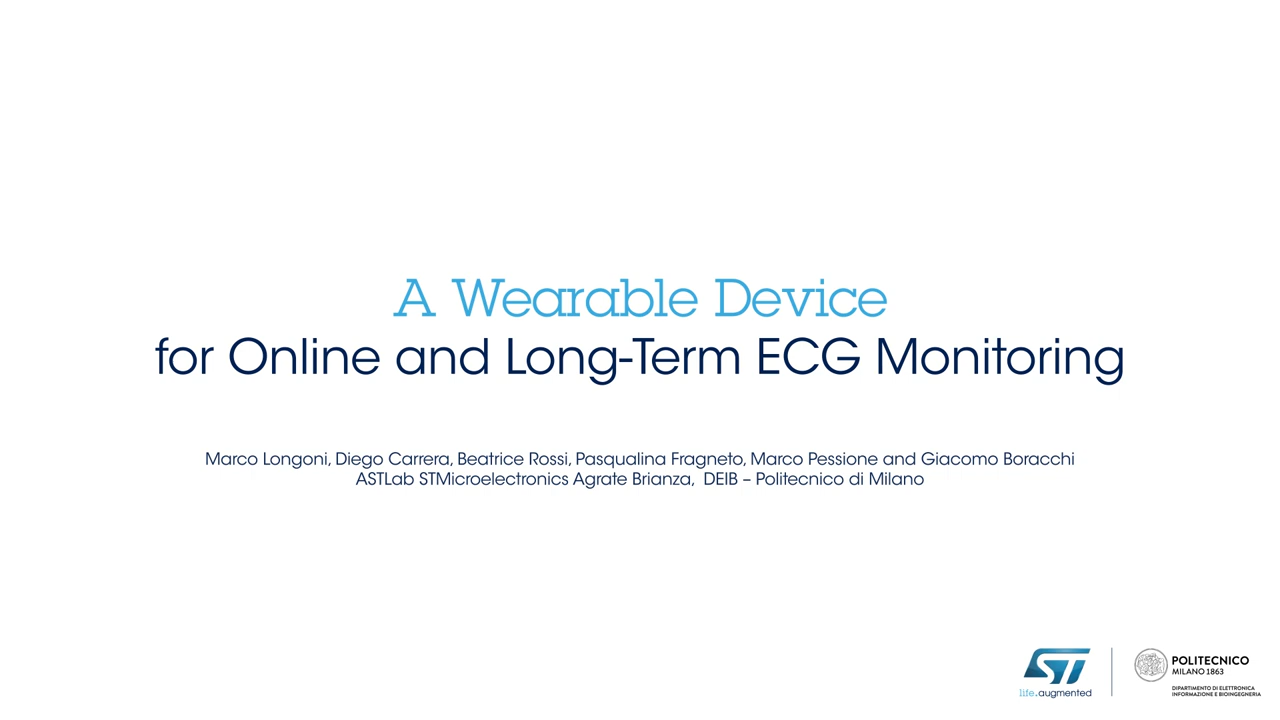 A Wearable Device
for Online and Long-Term ECG Monitoring
Marco Longoni, Diego Carrera, Beatrice Rossi, Pasqualina Fragneto, Marco Pessione and Giacomo Boracchi
ASTLab STMicroelectronics Agrate Brianza, DEIB – Politecnico di Milano
ST
life.augmented
POLITECNICO
MILANO 1863
DIPARTIMENTO DI ELETTRONICA
INFORMAZIONE E BIOINGEGNERIA